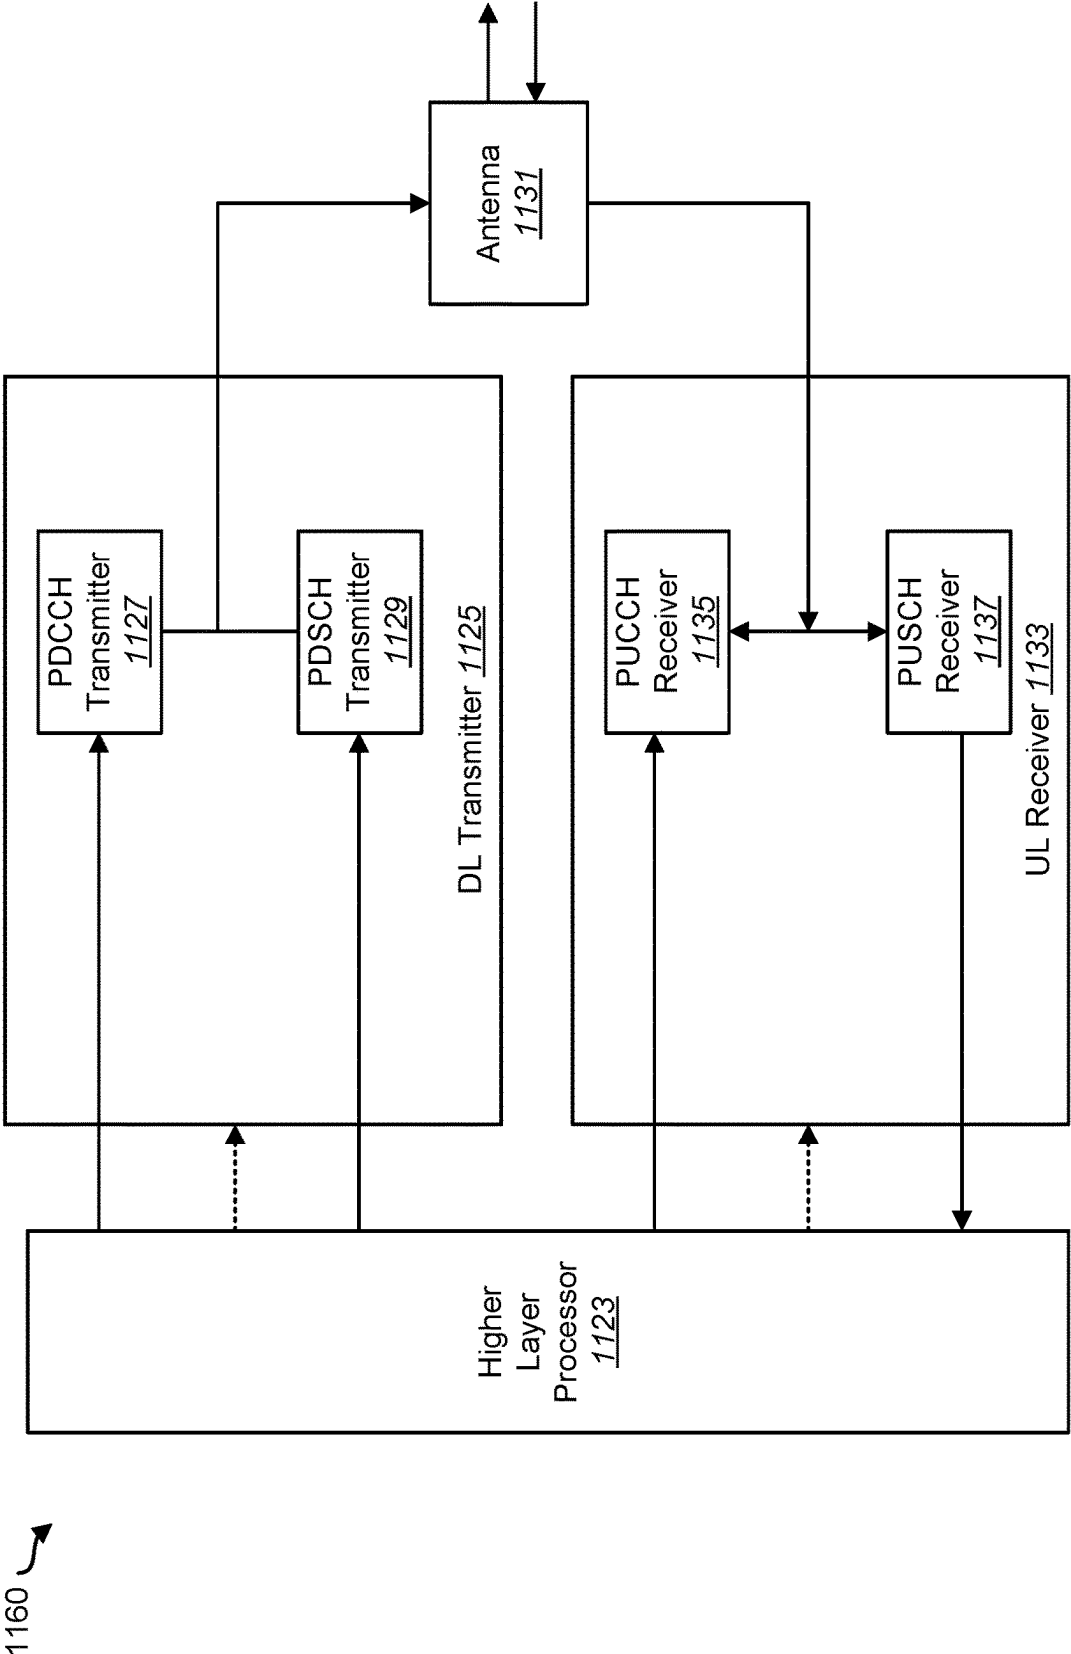 1160
Higher
Layer
Processor
1123
PDCCH
Transmitter
1127
PDSCH
Transmitter
1129
DL Transmitter 1125
PUCCH
Receiver
1135
PUSCH
Receiver
1137
UL Receiver 1133
Antenna
1131